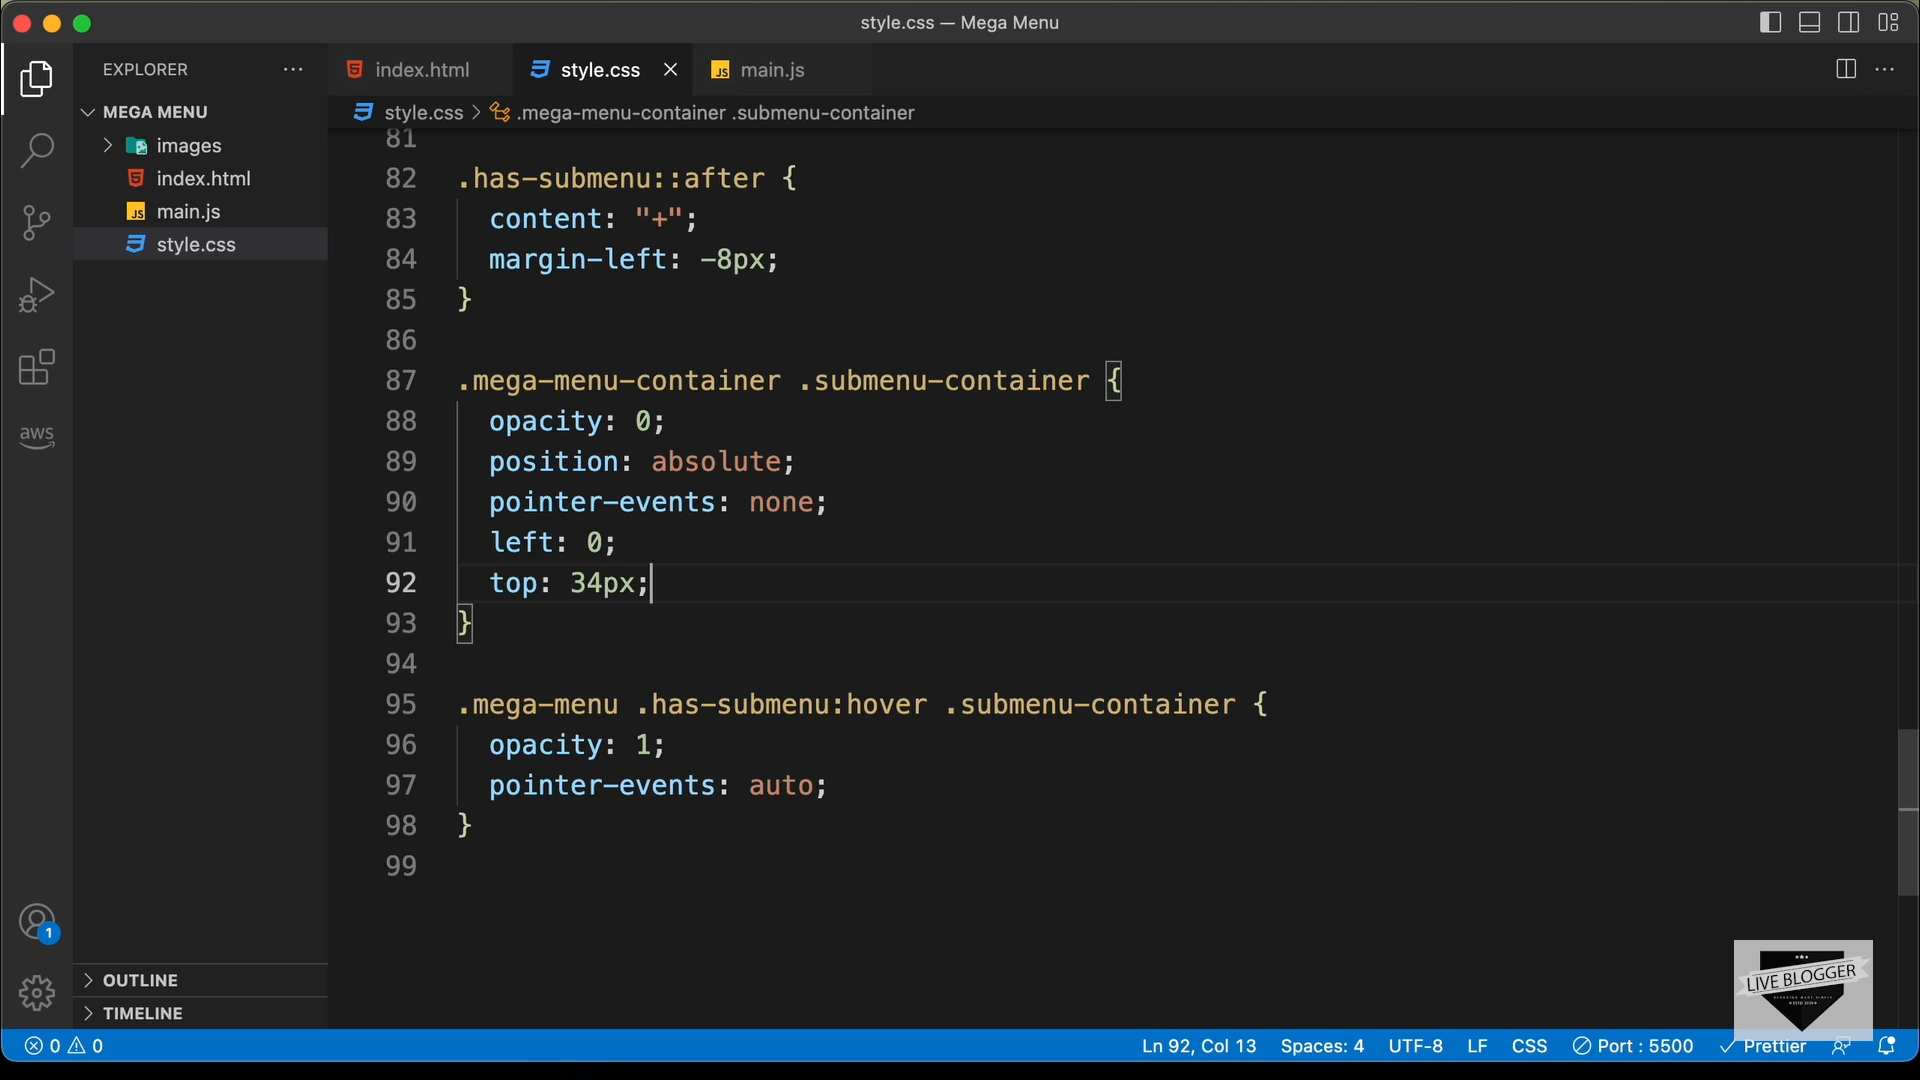 style.css — Mega Menu
EXPLORER
index.html
style.css
main.js
MEGA MENU
style.css > .mega-menu-container .submenu-container
images
index.html
main.js
style.css
81
82 .has-submenu::after {
83 content: "+";
84 margin-left: -8px;
85 }
86
87 .mega-menu-container .submenu-container {
88 opacity: 0;
89 position: absolute;
90 pointer-events: none;
91 left: 0;
92 top: 34px;
93 }
94
95 .mega-menu .has-submenu:hover .submenu-container {
96 opacity: 1;
97 pointer-events: auto;
98 }
99
aws
1
OUTLINE
TIMELINE
LIVE BLOGGER
0 0
Ln 92, Col 13 Spaces: 4 UTF-8 LF CSS Port : 5500 Prettier